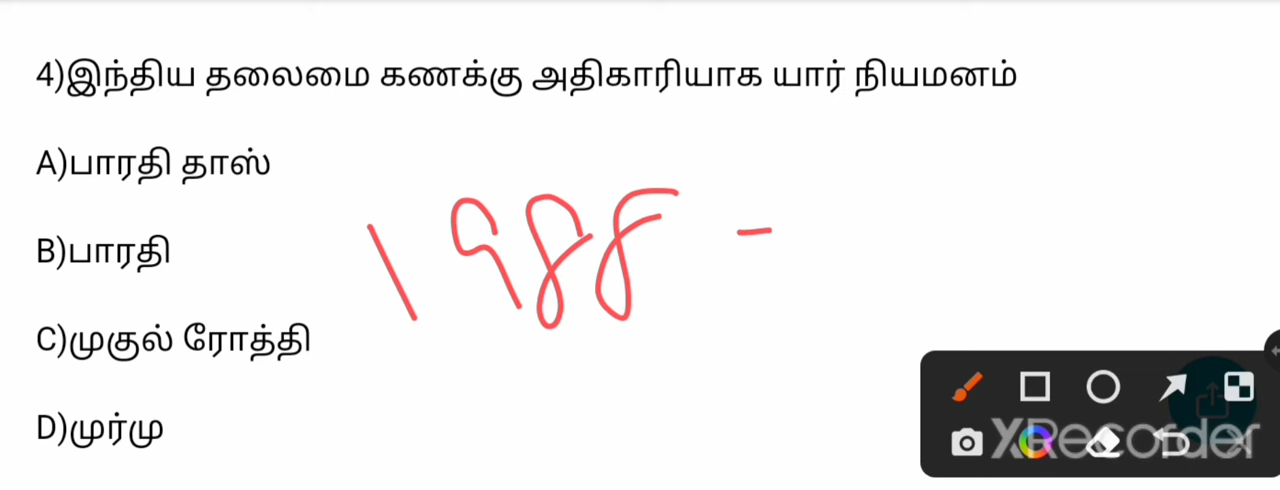 4)இந்திய தலைமை கணக்கு அதிகாரியாக யார் நியமனம்
A)பாரதி தாஸ்
1988 -
B)பாரதி
C)முகுல் ரோத்தி
D)முர்மு
XRecorder